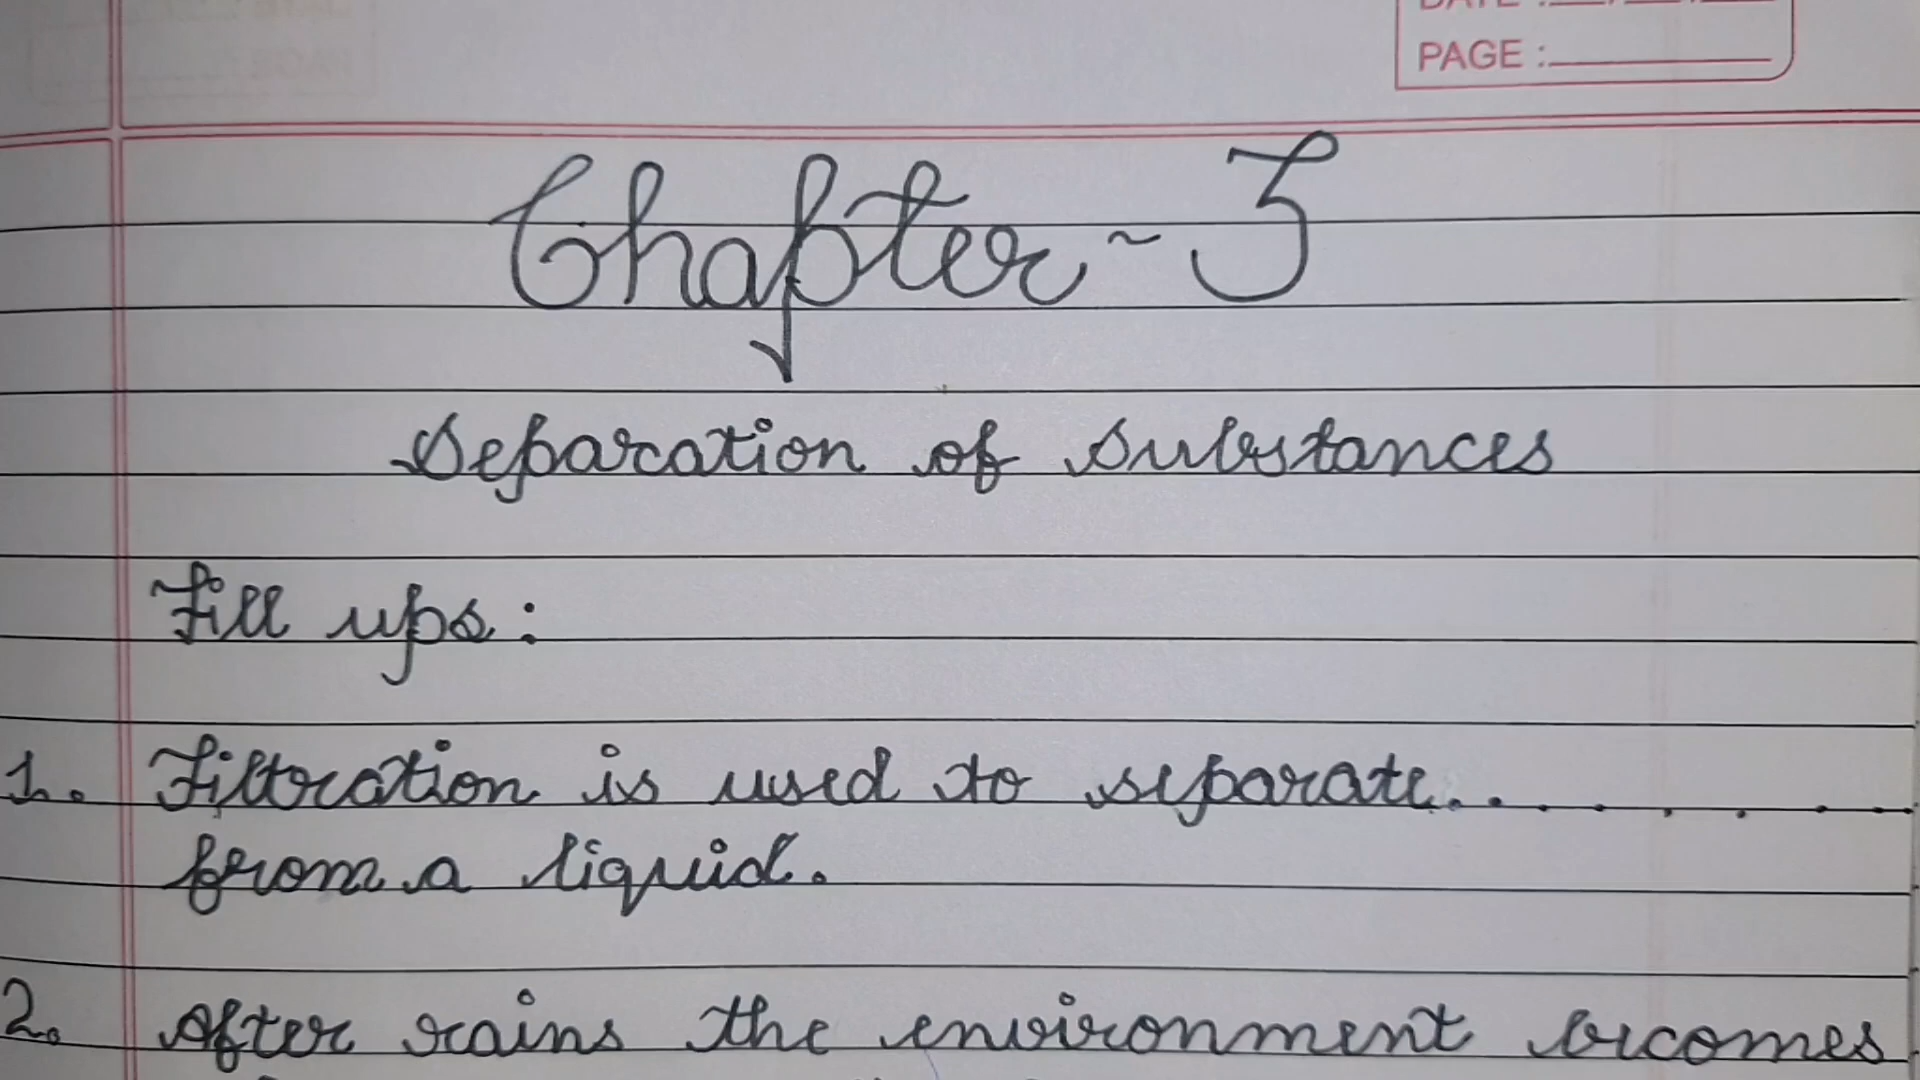 DATE :
PAGE :
Chapter ~ 3
Separation of Substances
Fill ups :
1. Filtration is used to separate.. . . . . . .
from a liquid.
2. After rains the environment becomes